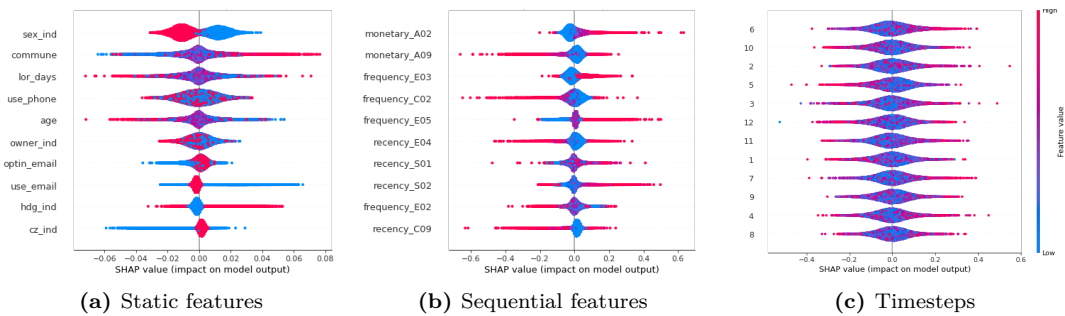 sex_ind
commune
lor_days
use_phone
age
owner_ind
optin_email
use_email
hdg_ind
cz_ind
−0.06 −0.04 −0.02 0.00 0.02 0.04 0.06 0.08
SHAP value (impact on model output)
(a) Static features
monetary_A02
monetary_A09
frequency_E03
frequency_C02
frequency_E05
recency_E04
recency_S01
recency_S02
frequency_E02
recency_C09
−0.6 −0.4 −0.2 0.0 0.2 0.4 0.6
SHAP value (impact on model output)
(b) Sequential features
6
10
2
5
3
12
11
1
7
9
4
8
−0.4 −0.2 0.0 0.2 0.4 0.6
SHAP value (impact on model output)
(c) Timesteps
High
Feature value
Low